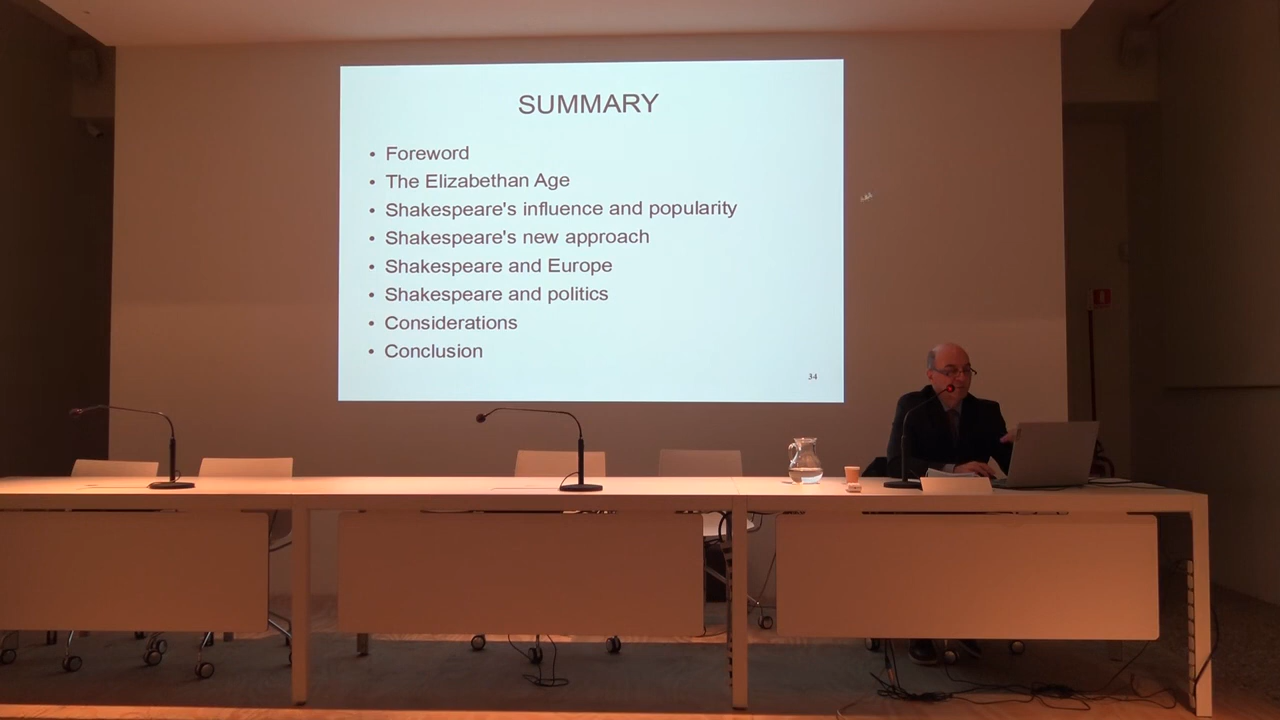 SUMMARY
• Foreword
• The Elizabethan Age
• Shakespeare's influence and popularity
• Shakespeare's new approach
• Shakespeare and Europe
• Shakespeare and politics
• Considerations
• Conclusion
34